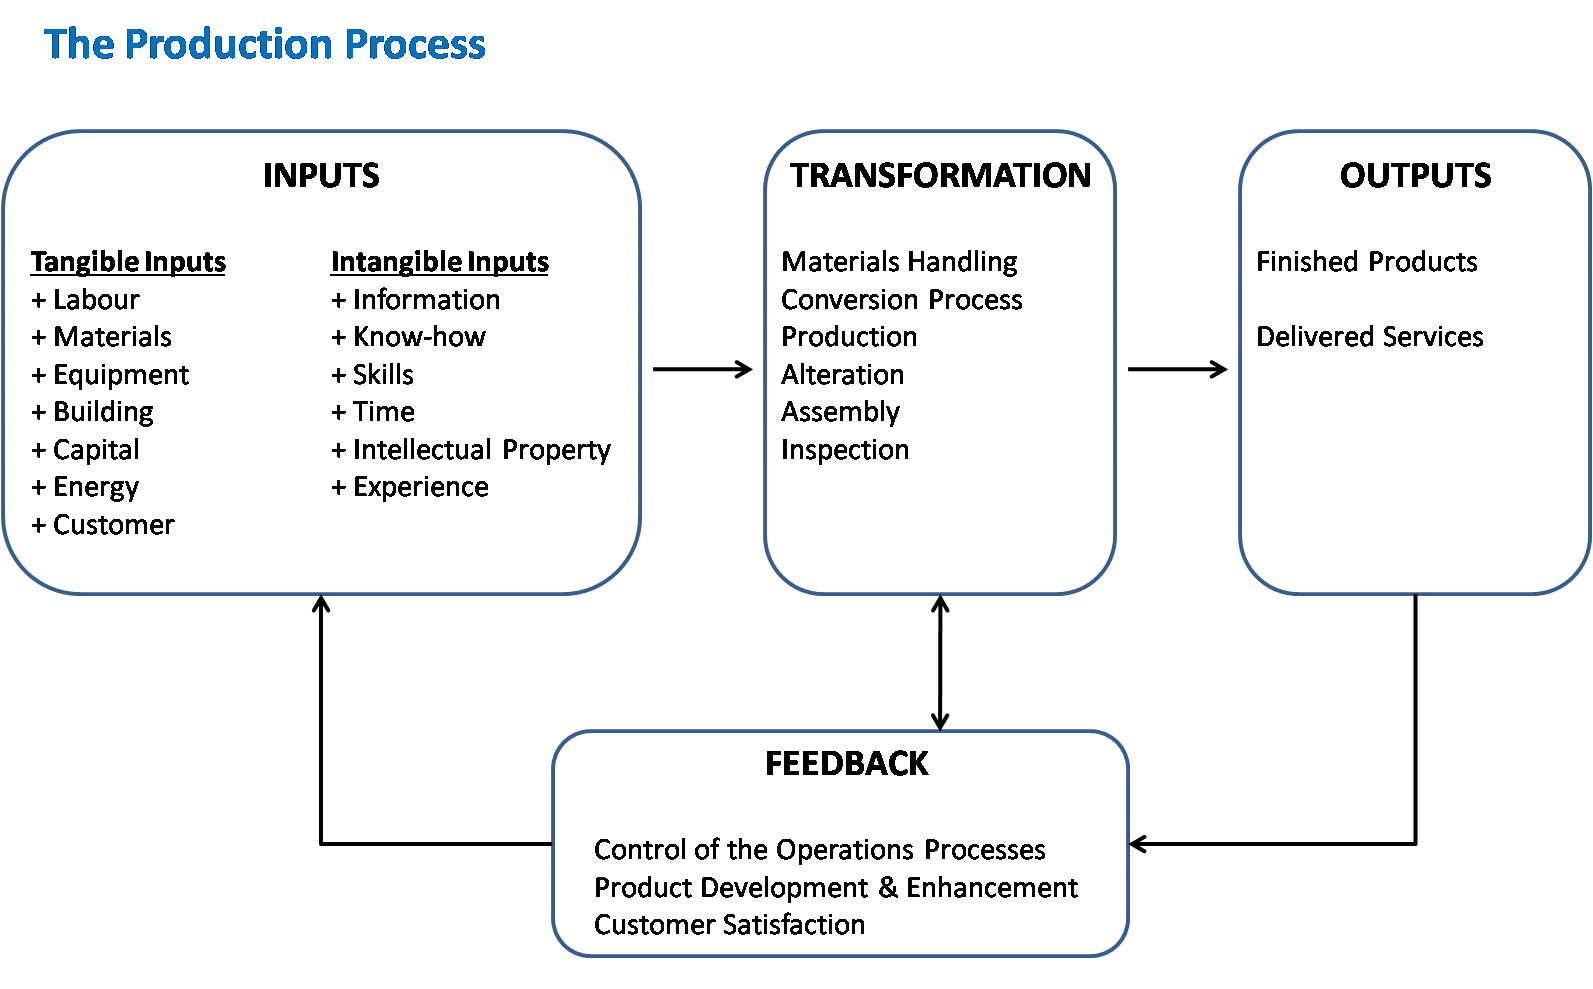 The Production Process
INPUTS
Tangible Inputs
+ Labour
+ Materials
+ Equipment
+ Building
+ Capital
+ Energy
+ Customer
Intangible Inputs
+ Information
+ Know-how
+ Skills
+ Time
+ Intellectual Property
+ Experience
TRANSFORMATION
Materials Handling
Conversion Process
Production
Alteration
Assembly
Inspection
OUTPUTS
Finished Products
Delivered Services
FEEDBACK
Control of the Operations Processes
Product Development & Enhancement
Customer Satisfaction